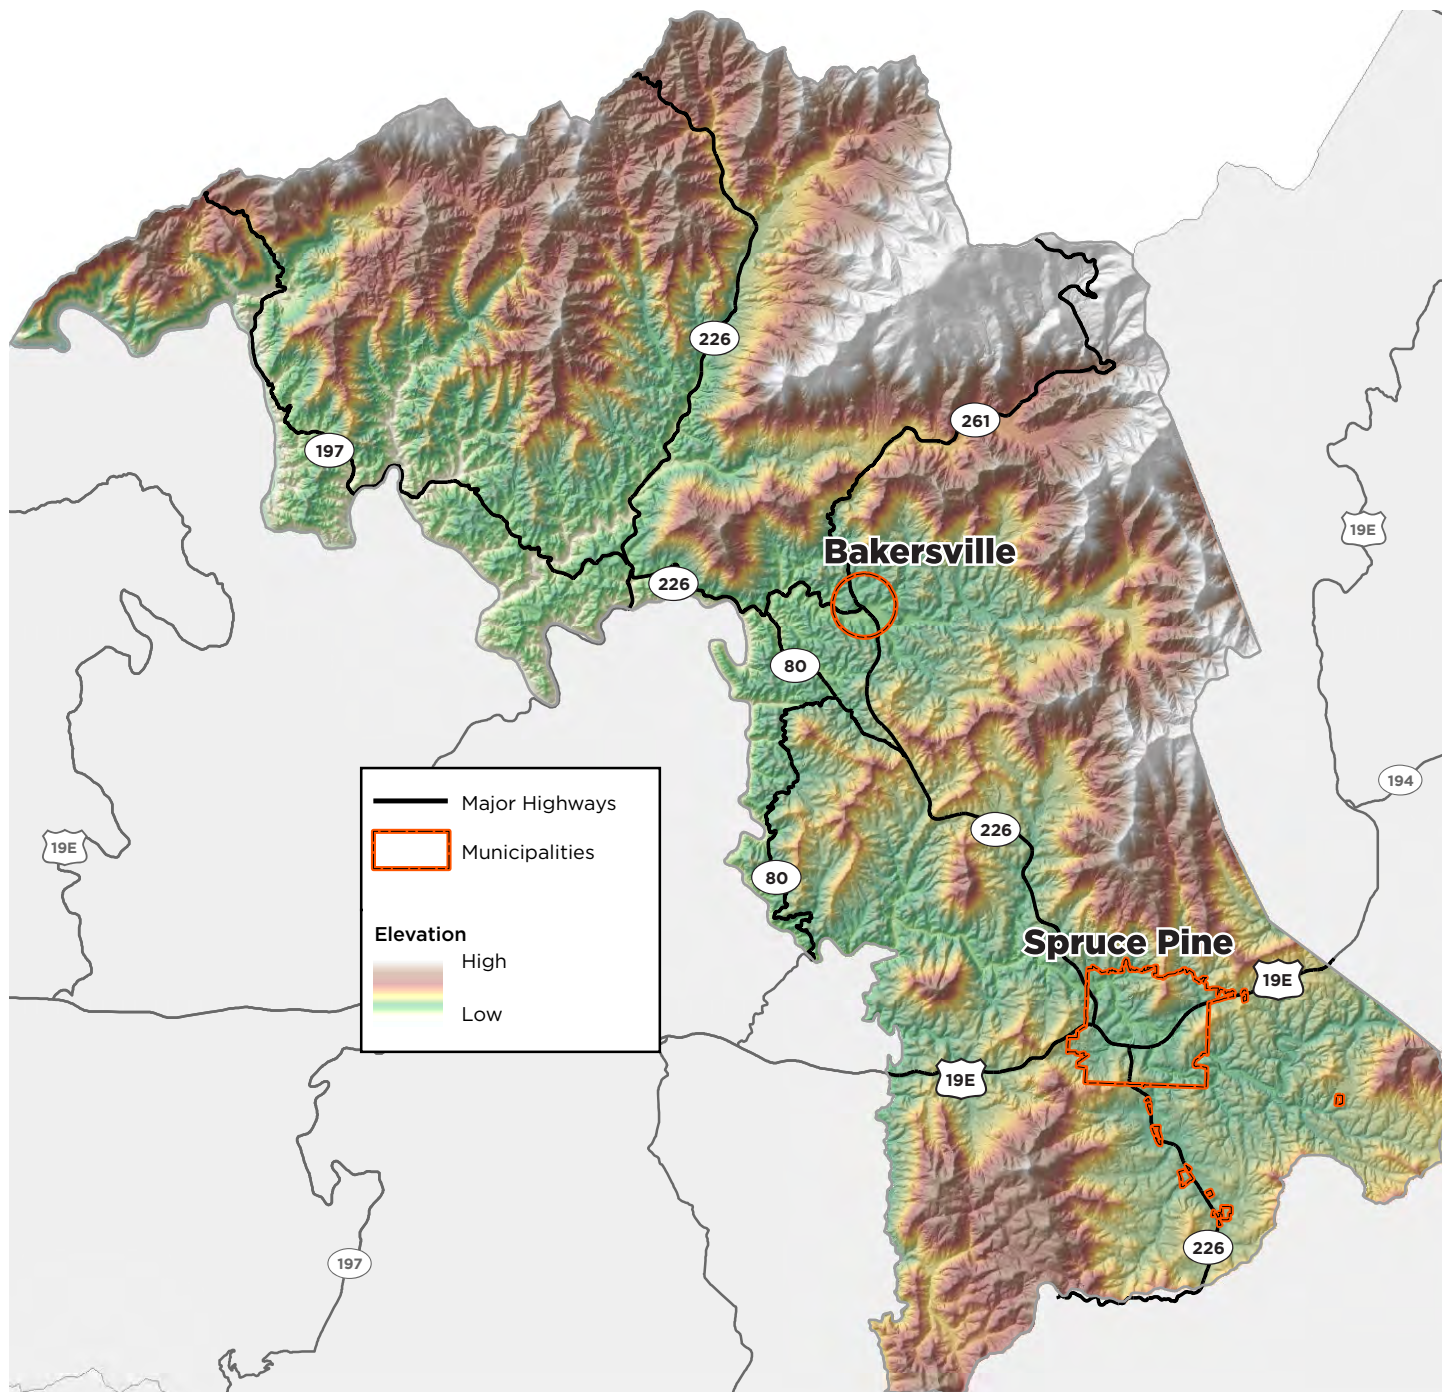 226
261
197
19E
Bakersville
226
80
194
Major Highways
226
19E
Municipalities
80
Elevation
Spruce Pine
High
19E
Low
19E
226
197